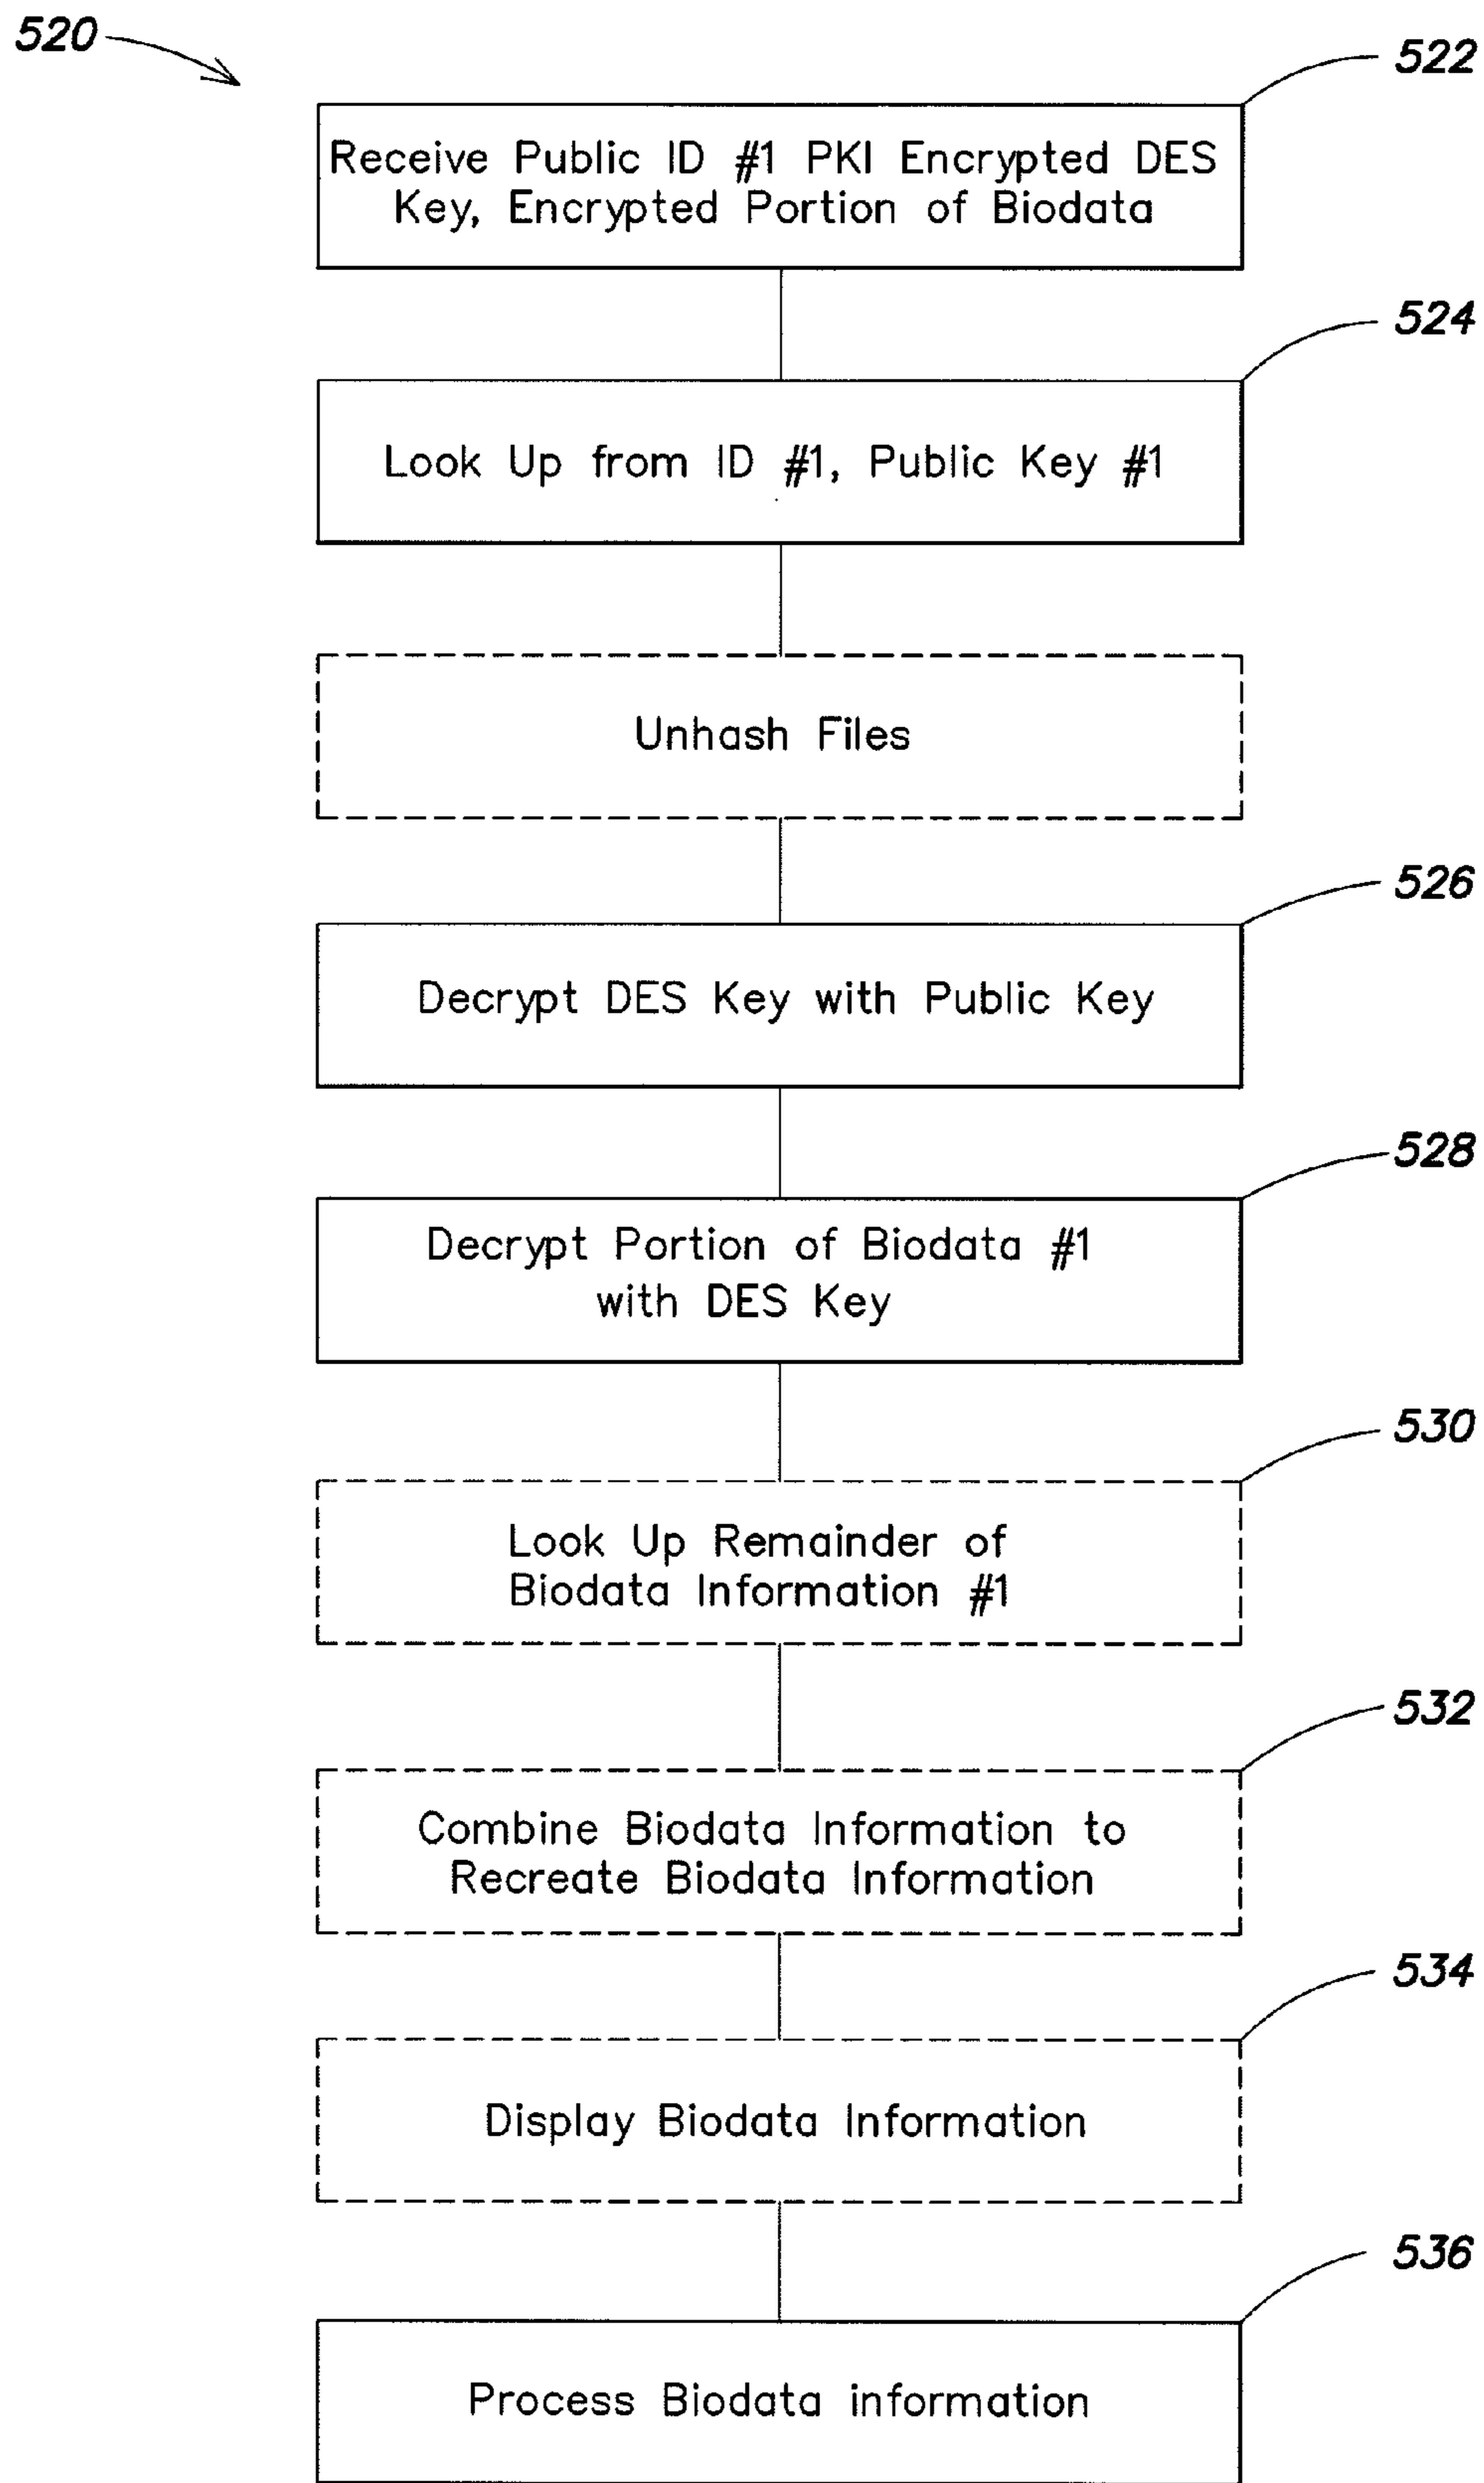 520
522
Receive Public ID #1 PKI Encrypted DES
Key, Encrypted Portion of Biodata
524
Look Up from ID #1, Public Key #1
Unhash Files
526
Decrypt DES Key with Public Key
528
Decrypt Portion of Biodata #1
with DES Key
530
Look Up Remainder of
Biodata Information #1
532
Combine Biodata Information to
Recreate Biodata Information
534
Display Biodata Information
536
Process Biodata information